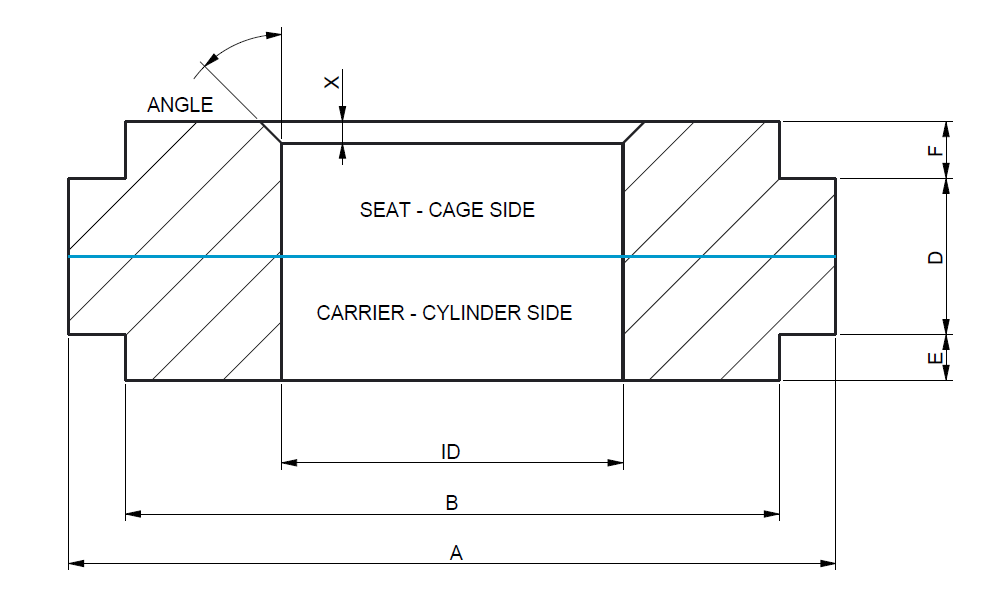 X
ANGLE
F
SEAT - CAGE SIDE
D
CARRIER - CYLINDER SIDE
E
ID
B
A